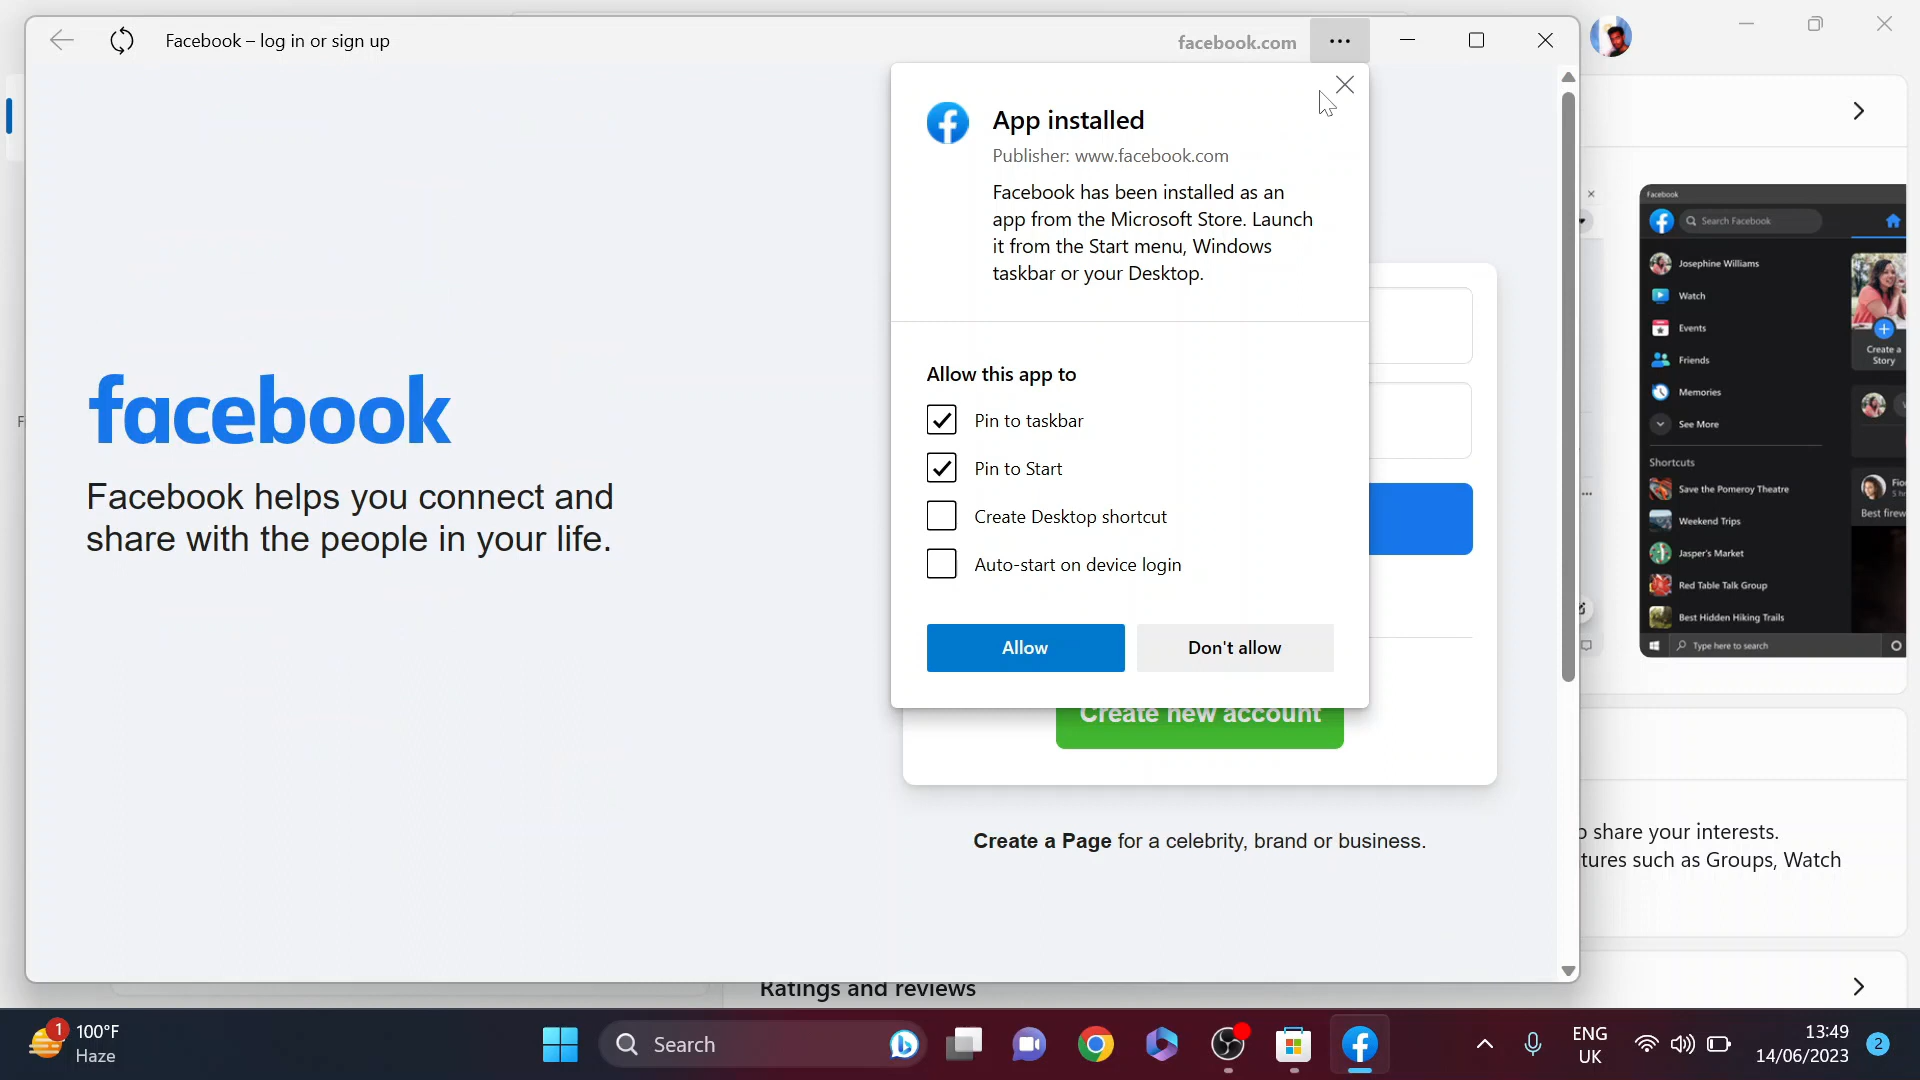 Facebook – log in or sign up
facebook.com
App installed
Publisher: www.facebook.com
Facebook has been installed as an
app from the Microsoft Store. Launch
it from the Start menu, Windows
taskbar or your Desktop.
Allow this app to
Pin to taskbar
Pin to Start
Create Desktop shortcut
Auto-start on device login
Allow
Don't allow
facebook
Facebook helps you connect and
share with the people in your life.
Create new account
Create a Page for a celebrity, brand or business.
Facebook
Search Facebook
Josephine Williams
Watch
Events
Friends
Memories
See More
Shortcuts
Save the Pomeroy Theatre
Weekend Trips
Jasper's Market
Red Table Talk Group
Best Hidden Hiking Trails
Type here to search
Create a
Story
Best
share your interests.
such as Groups, Watch
Ratings and reviews
1
100°F
Haze
Search
ENG
UK
13:49
14/06/2023
2